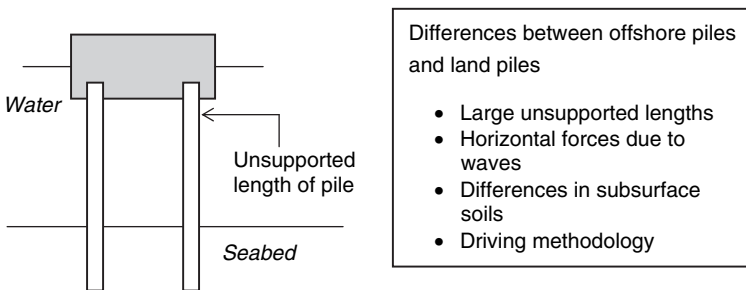 Water
Unsupported
length of pile
Seabed
Differences between offshore piles
and land piles
• Large unsupported lengths
• Horizontal forces due to
waves
• Differences in subsurface
soils
• Driving methodology